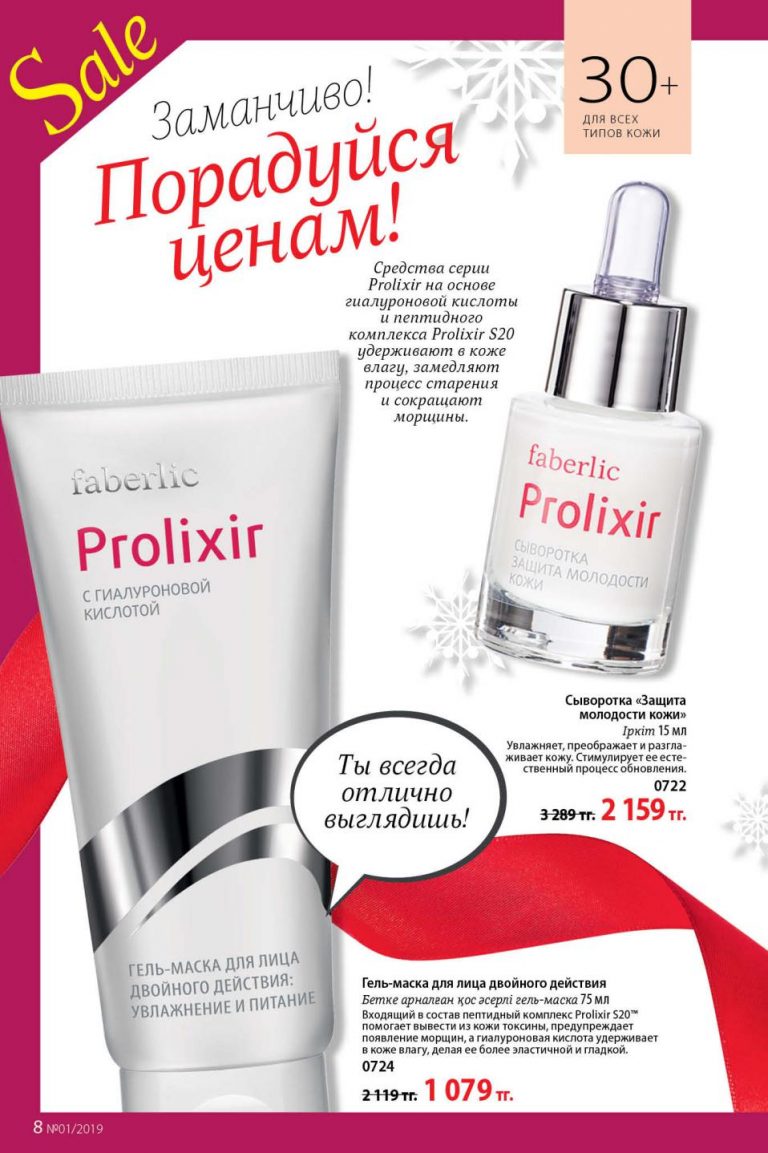 Sale
Заманчиво!
Порадуйся
ценам!
30+
ДЛЯ ВСЕХ
ТИПОВ КОЖИ
Средства серии
Prolixir на основе
гиалуроновой кислоты
и пептидного
комплекса Prolixir S20
удерживают в коже
влагу, замедляют
процесс старения
и сокращают
морщины.
faberlic
Prolixir
СЫВОРОТКА
ЗАЩИТА МОЛОДОСТИ
КОЖИ
faberlic
Prolixir
С ГИАЛУРОНОВОЙ
КИСЛОТОЙ
ГЕЛЬ-МАСКА ДЛЯ ЛИЦА
ДВОЙНОГО ДЕЙСТВИЯ:
УВЛАЖНЕНИЕ И ПИТАНИЕ
Сыворотка «Защита
молодости кожи»
Іркіт 15 мл
Увлажняет, преображает и разгла-
живает кожу. Стимулирует ее есте-
ственный процесс обновления.
0722
3 289 тг. 2 159 тг.
Ты всегда
отлично
выглядишь!
Гель-маска для лица двойного действия
Бетке арналған қос әсерлі гель-маска 75 мл
Входящий в состав пептидный комплекс Prolixir S20™
помогает вывести из кожи токсины, предупреждает
появление морщин, а гиалуроновая кислота удерживает
в коже влагу, делая ее более эластичной и гладкой.
0724
2 119 тг. 1 079 тг.
8 №01/2019